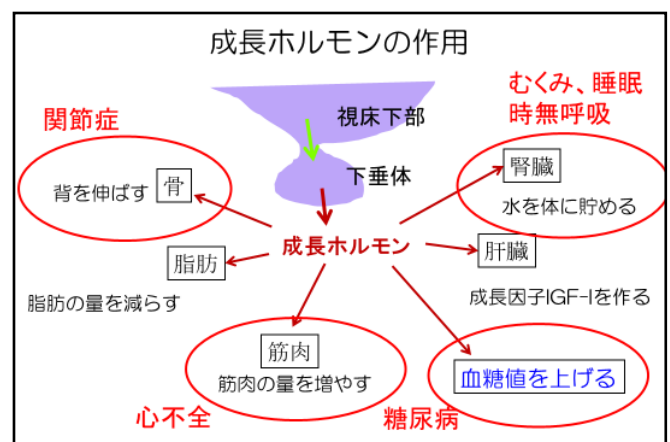 成長ホルモンの作用
むくみ、睡眠
時無呼吸
関節症
視床下部
腎臓
下垂体
骨
背を伸ばす
水を体に貯める
成長ホルモン
肝臓
脂肪
脂肪の量を減らす
成長因子IGF-Iを作る
筋肉
筋肉の量を増やす
血糖値を上げる
心不全
糖尿病